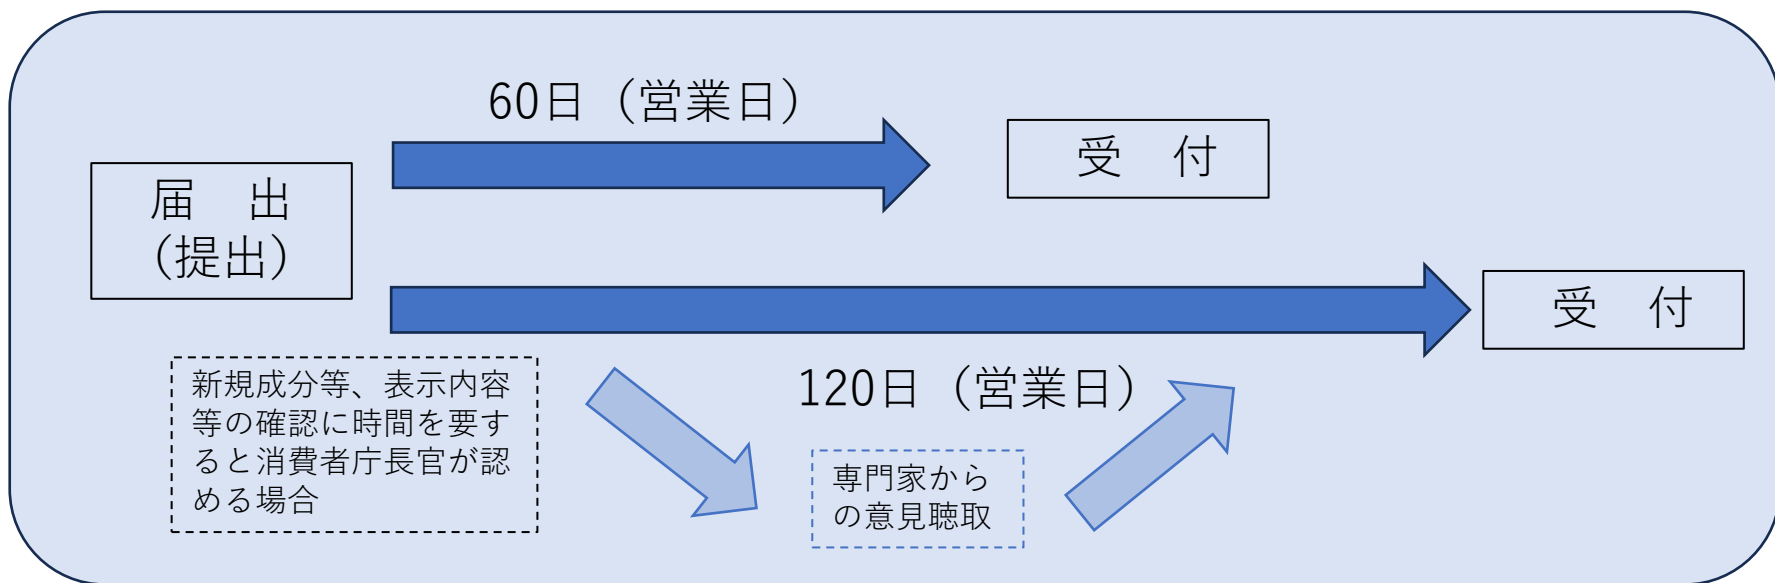 60日（営業日）
受　付
届　出
（提出）
受　付
新規成分等、表示内容
等の確認に時間を要す
ると消費者庁長官が認
める場合
120日（営業日）
専門家から
の意見聴取